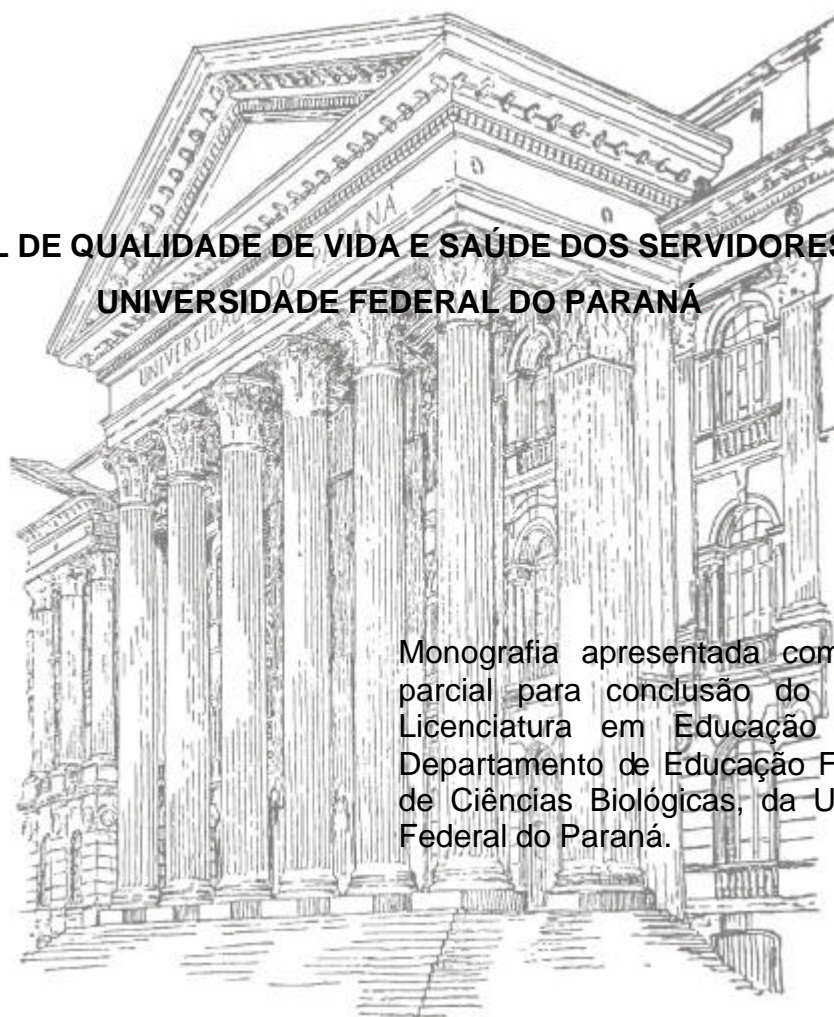 L DE QUALIDADE DE VIDA E SAÚDE DOS SERVIDORES
UNIVERSIDADE FEDERAL DO PARANÁ
UNIVERSIDADE DO PARANÁ
Monografia apresentada com
parcial para conclusão do
Licenciatura em Educação
Departamento de Educação F
de Ciências Biológicas, da U
Federal do Paraná.